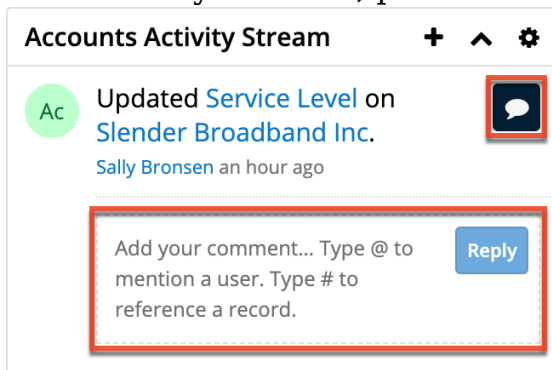 Accounts Activity Stream
Ac
Updated Service Level on
Slender Broadband Inc.
Sally Bronsen an hour ago
Add your comment... Type @ to
mention a user. Type # to
reference a record.
Reply